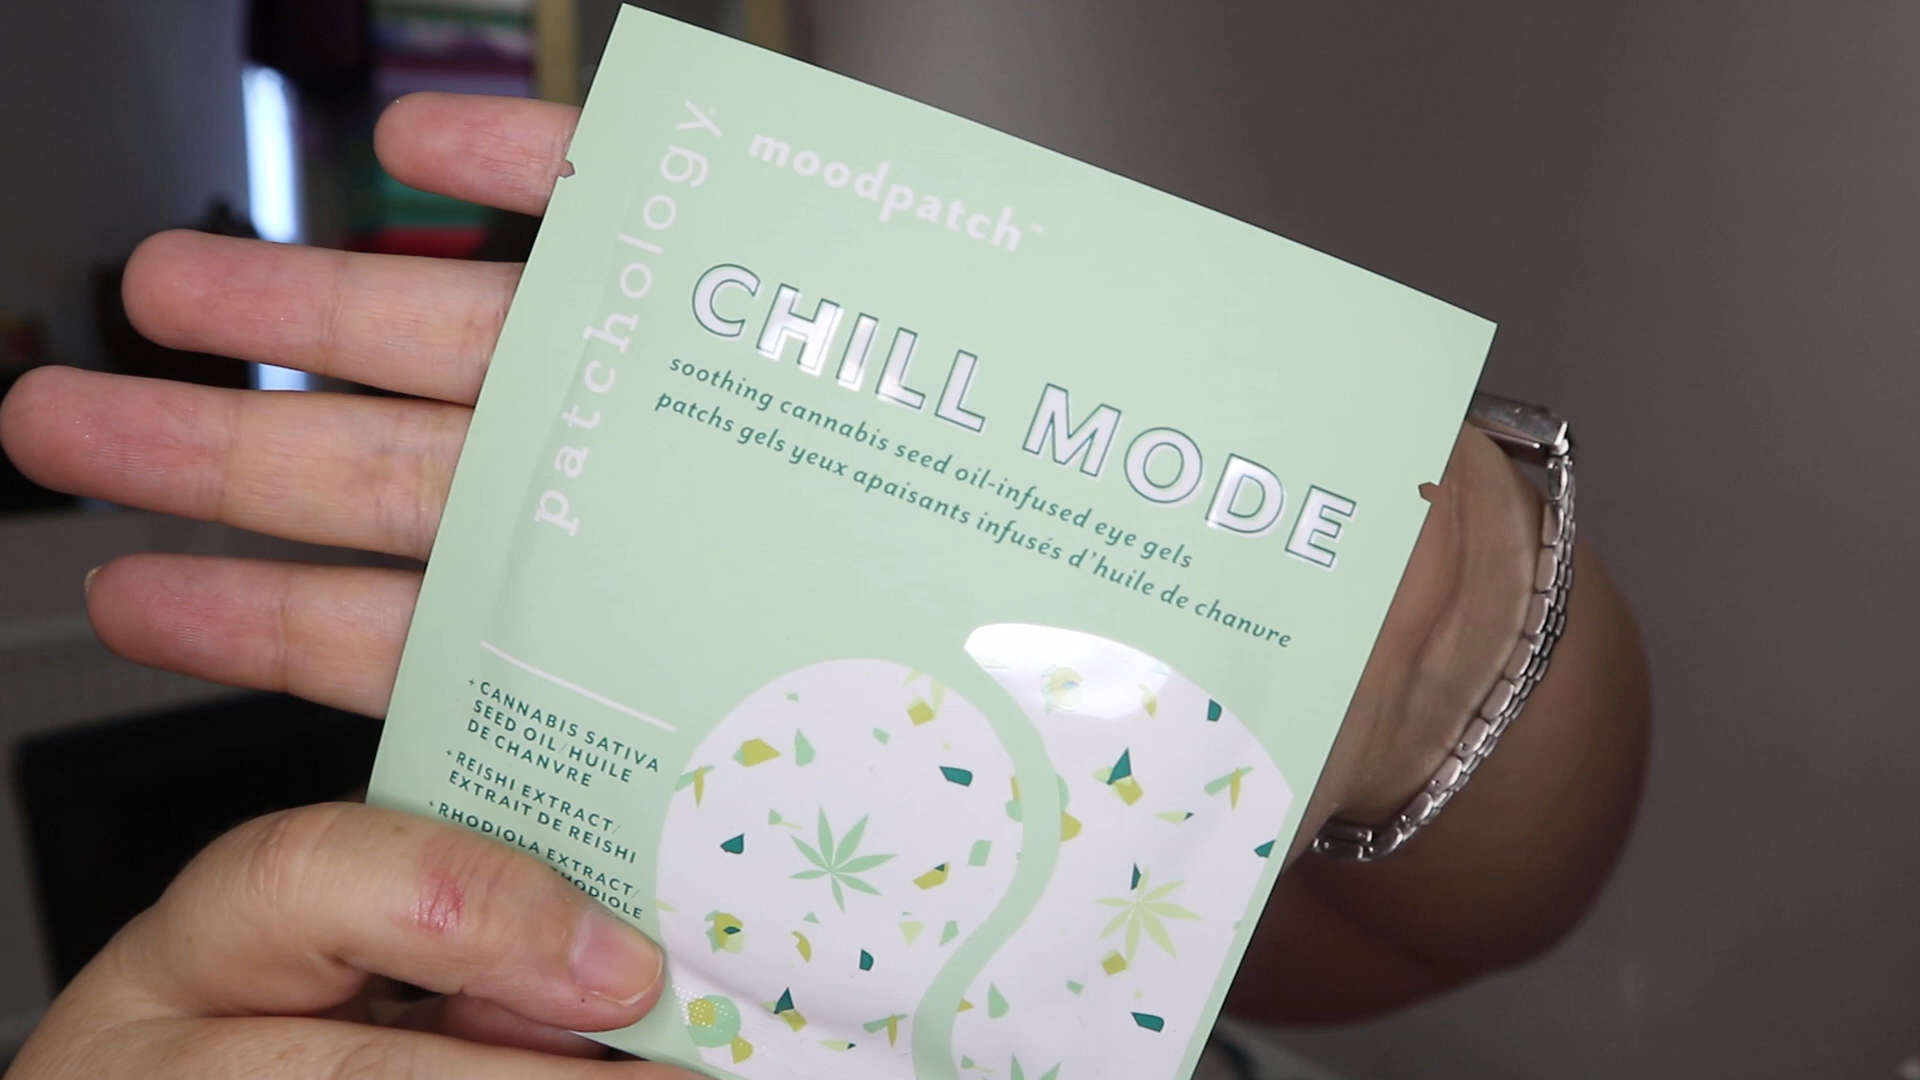 patchology.
moodpatch™
CHILL MODE
soothing cannabis seed oil-infused eye gels
patchs gels yeux apaisants infusés d'huile de chanvre
+CANNABIS SATIVA
SEED OIL/HUILE
DE CHANVRE
+REISHI EXTRACT/
EXTRAIT DE REISHI
+RHODIOLA EXTRACT/